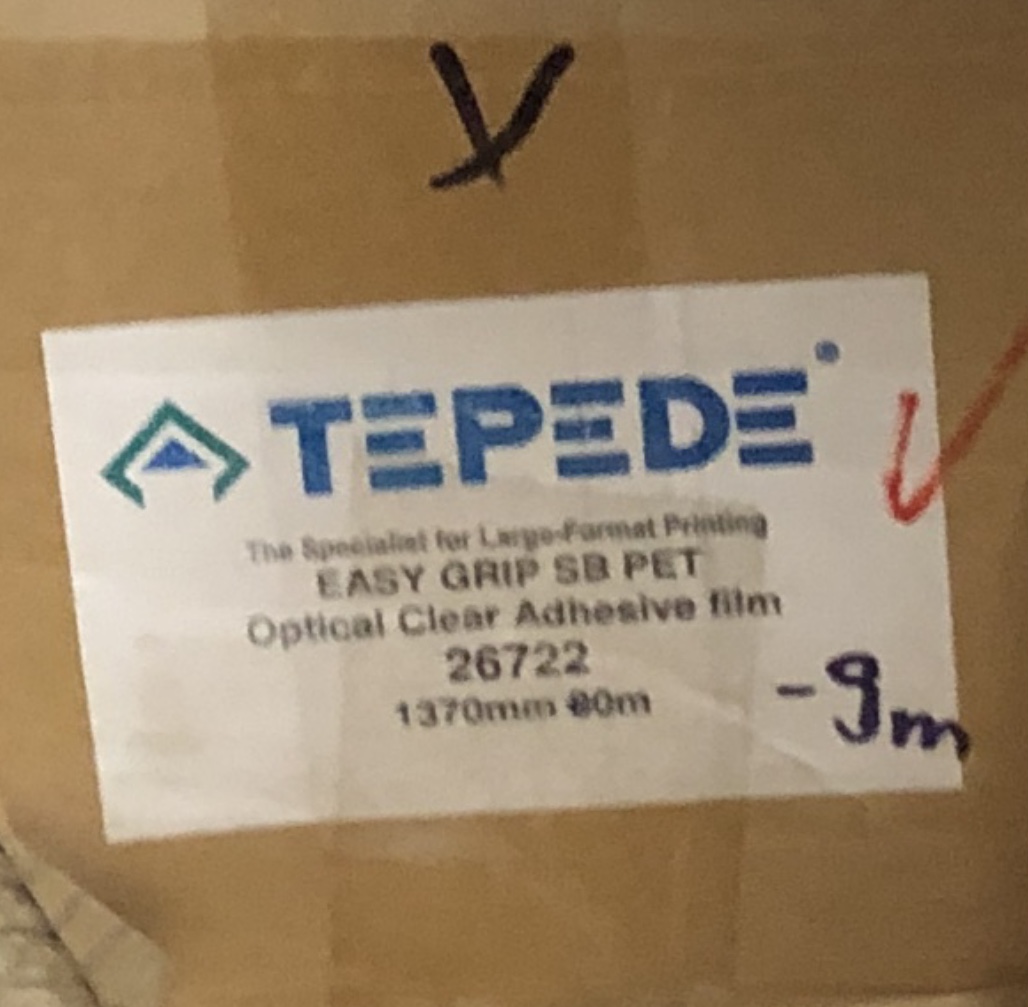 y
TEPEDE®
The Specialist for Large-Format Printing
EASY GRIP SB PET
Optical Clear Adhesive film
26722
1370mm
-9m